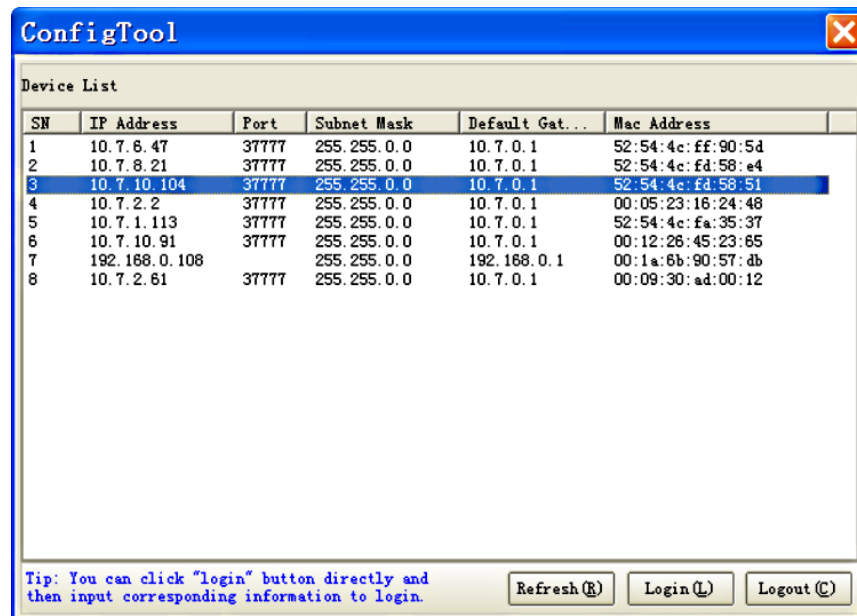 ConfigTool
Device List
SN IP Address Port Subnet Mask Default Gat... Mac Address
1 10.7.6.47 37777 255.255.0.0 10.7.0.1 52:54:4c:ff:90:5d
2 10.7.8.21 37777 255.255.0.0 10.7.0.1 52:54:4c:fd:58:e4
3 10.7.10.104 37777 255.255.0.0 10.7.0.1 52:54:4c:fd:58:51
4 10.7.2.2 37777 255.255.0.0 10.7.0.1 00:05:23:16:24:48
5 10.7.1.113 37777 255.255.0.0 10.7.0.1 52:54:4c:fa:35:37
6 10.7.10.91 37777 255.255.0.0 10.7.0.1 00:12:26:45:23:65
7 192.168.0.108 255.255.0.0 192.168.0.1 00:1a:6b:90:57:db
8 10.7.2.61 37777 255.255.0.0 10.7.0.1 00:09:30:ad:00:12
Tip: You can click "login" button directly and
then input corresponding information to login.
Refresh(R) Login(L) Logout(C)